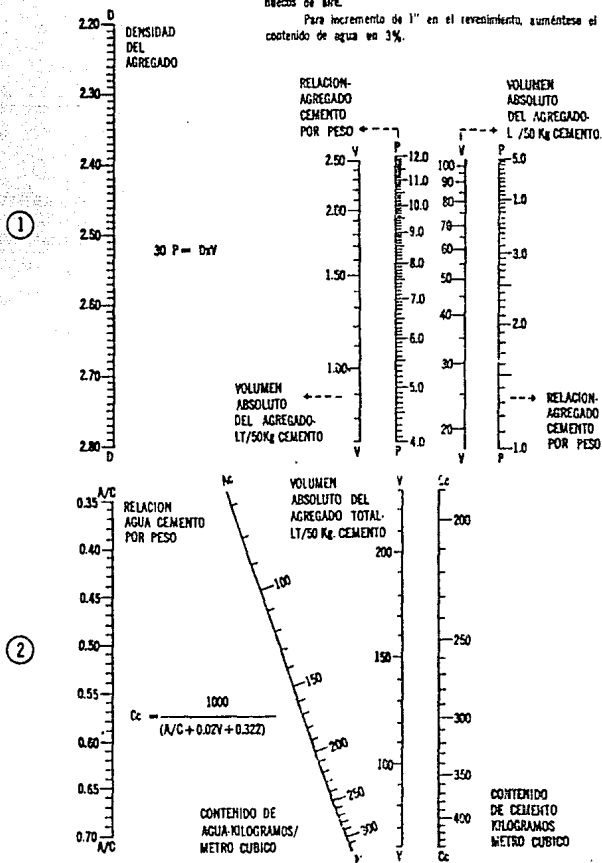 huecos de aire.
Para incremento de 1" en el revenimiento, auméntese el
contenido de agua en 3%.
D
2.20
2.30
2.40
2.50
2.60
2.70
2.80
D
DENSIDAD
DEL
AGREGADO
1
30 P = DxV
RELACION-
AGREGADO
CEMENTO
POR PESO
VOLUMEN
ABSOLUTO
DEL AGREGADO-
L /50 Kg CEMENTO.
V
2.50
2.00
1.50
1.00
V
P
12.0
11.0
10.0
9.0
8.0
7.0
6.0
5.0
4.0
P
V
100
90
80
70
60
50
40
30
20
V
P
5.0
1.0
3.0
2.0
1.0
P
VOLUMEN
ABSOLUTO
DEL AGREGADO-
LT/50Kg CEMENTO
RELACION-
AGREGADO
CEMENTO
POR PESO
A/C
0.35
0.40
0.45
0.50
0.55
0.60
0.65
0.70
A/C
RELACION
AGUA CEMENTO
POR PESO
2
Cc = 1000
(A/C + 0.02V + 0.322)
Ac
100
150
200
250
300
VOLUMEN
ABSOLUTO DEL
AGREGADO TOTAL-
LT/50 Kg. CEMENTO
V
200
150
100
V
Cc
200
250
300
350
400
Cc
CONTENIDO DE
AGUA-KILOGRAMOS/
METRO CUBICO
CONTENIDO
DE CEMENTO
KILOGRAMOS
METRO CUBICO